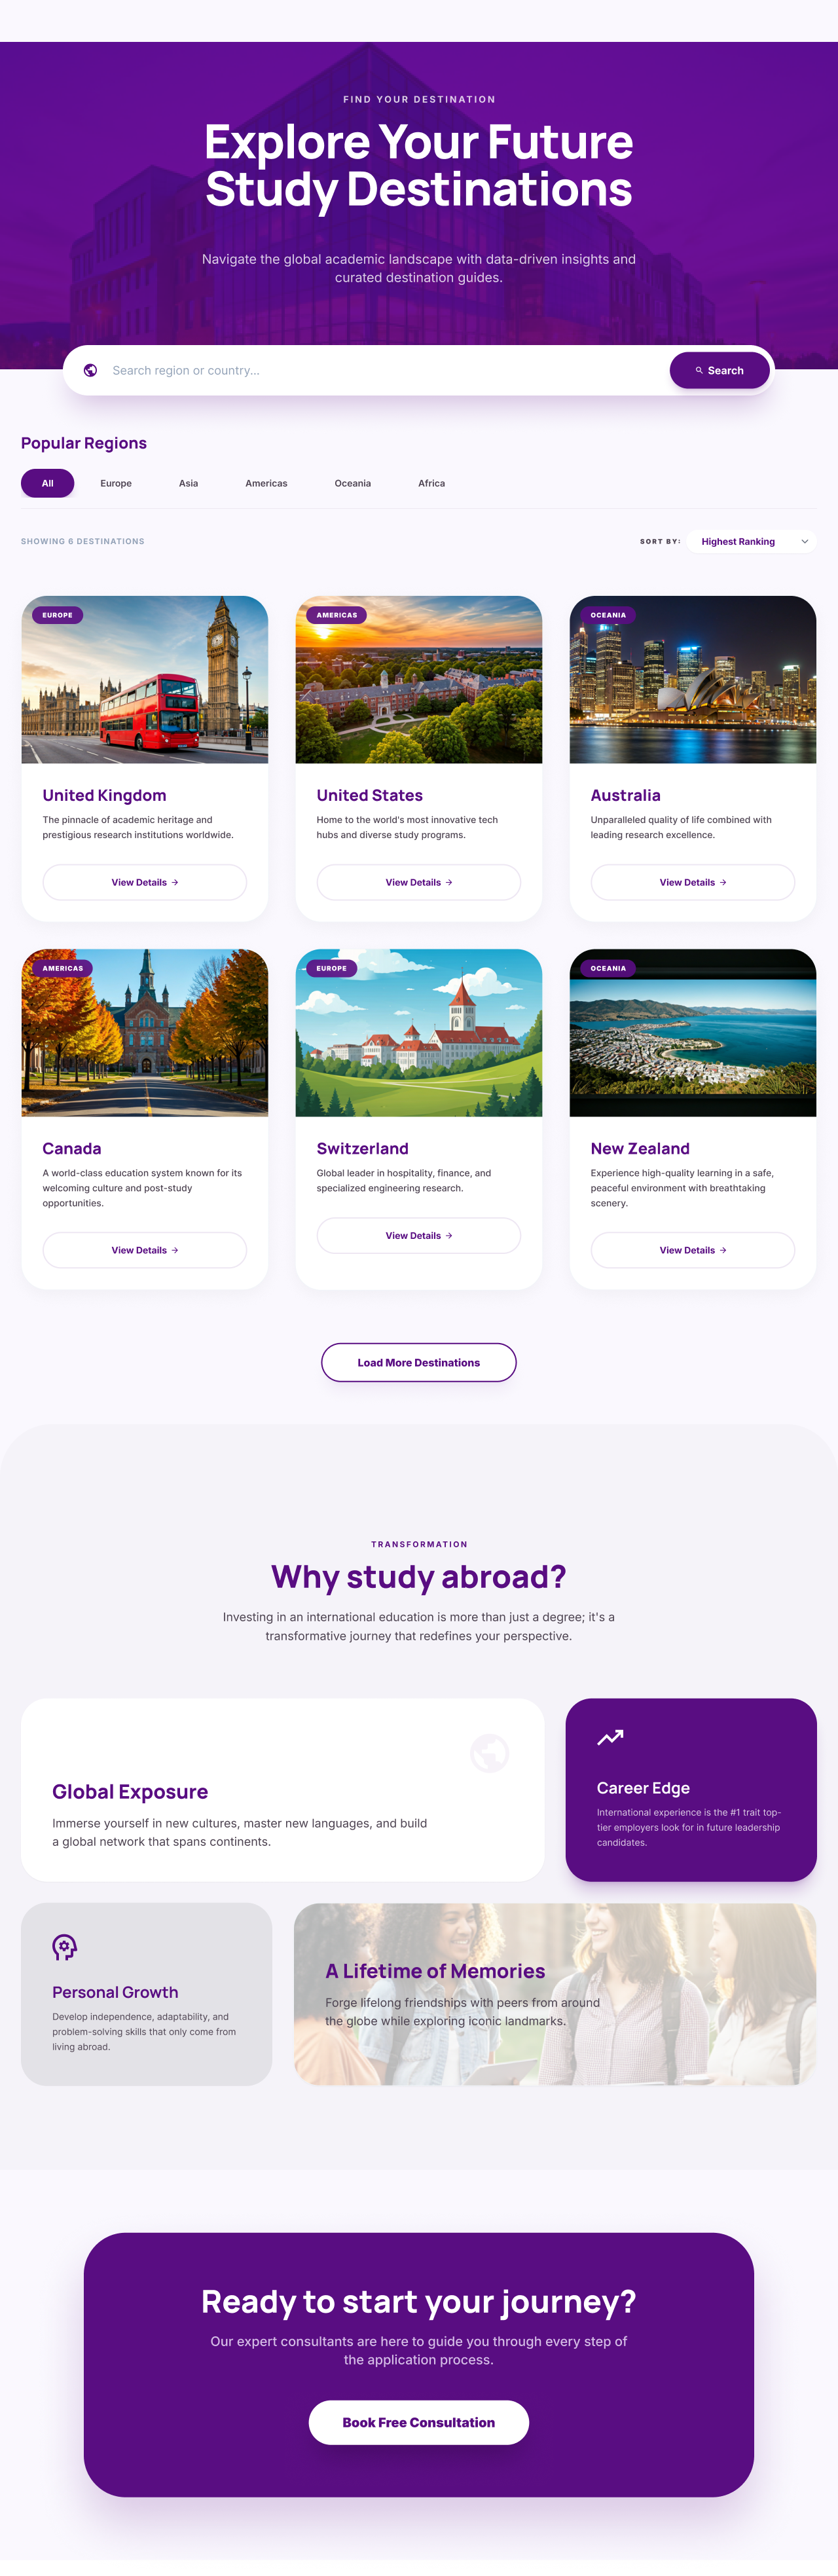 FIND YOUR DESTINATION
Explore Your Future
Study Destinations
Navigate the global academic landscape with data-driven insights and
curated destination guides.
Search region or country...
Search
Popular Regions
All
Europe
Asia
Americas
Oceania
Africa
SHOWING 6 DESTINATIONS
SORT BY:
Highest Ranking
EUROPE
United Kingdom
The pinnacle of academic heritage and
prestigious research institutions worldwide.
View Details →
AMERICAS
United States
Home to the world's most innovative tech
hubs and diverse study programs.
View Details →
OCEANIA
Australia
Unparalleled quality of life combined with
leading research excellence.
View Details →
AMERICAS
Canada
A world-class education system known for its
welcoming culture and post-study
opportunities.
View Details →
EUROPE
Switzerland
Global leader in hospitality, finance, and
specialized engineering research.
View Details →
OCEANIA
New Zealand
Experience high-quality learning in a safe,
peaceful environment with breathtaking
scenery.
View Details →
Load More Destinations
TRANSFORMATION
Why study abroad?
Investing in an international education is more than just a degree; it's a
transformative journey that redefines your perspective.
Global Exposure
Immerse yourself in new cultures, master new languages, and build
a global network that spans continents.
Career Edge
International experience is the #1 trait top-
tier employers look for in future leadership
candidates.
Personal Growth
Develop independence, adaptability, and
problem-solving skills that only come from
living abroad.
A Lifetime of Memories
Forge lifelong friendships with peers from around
the globe while exploring iconic landmarks.
Ready to start your journey?
Our expert consultants are here to guide you through every step of
the application process.
Book Free Consultation